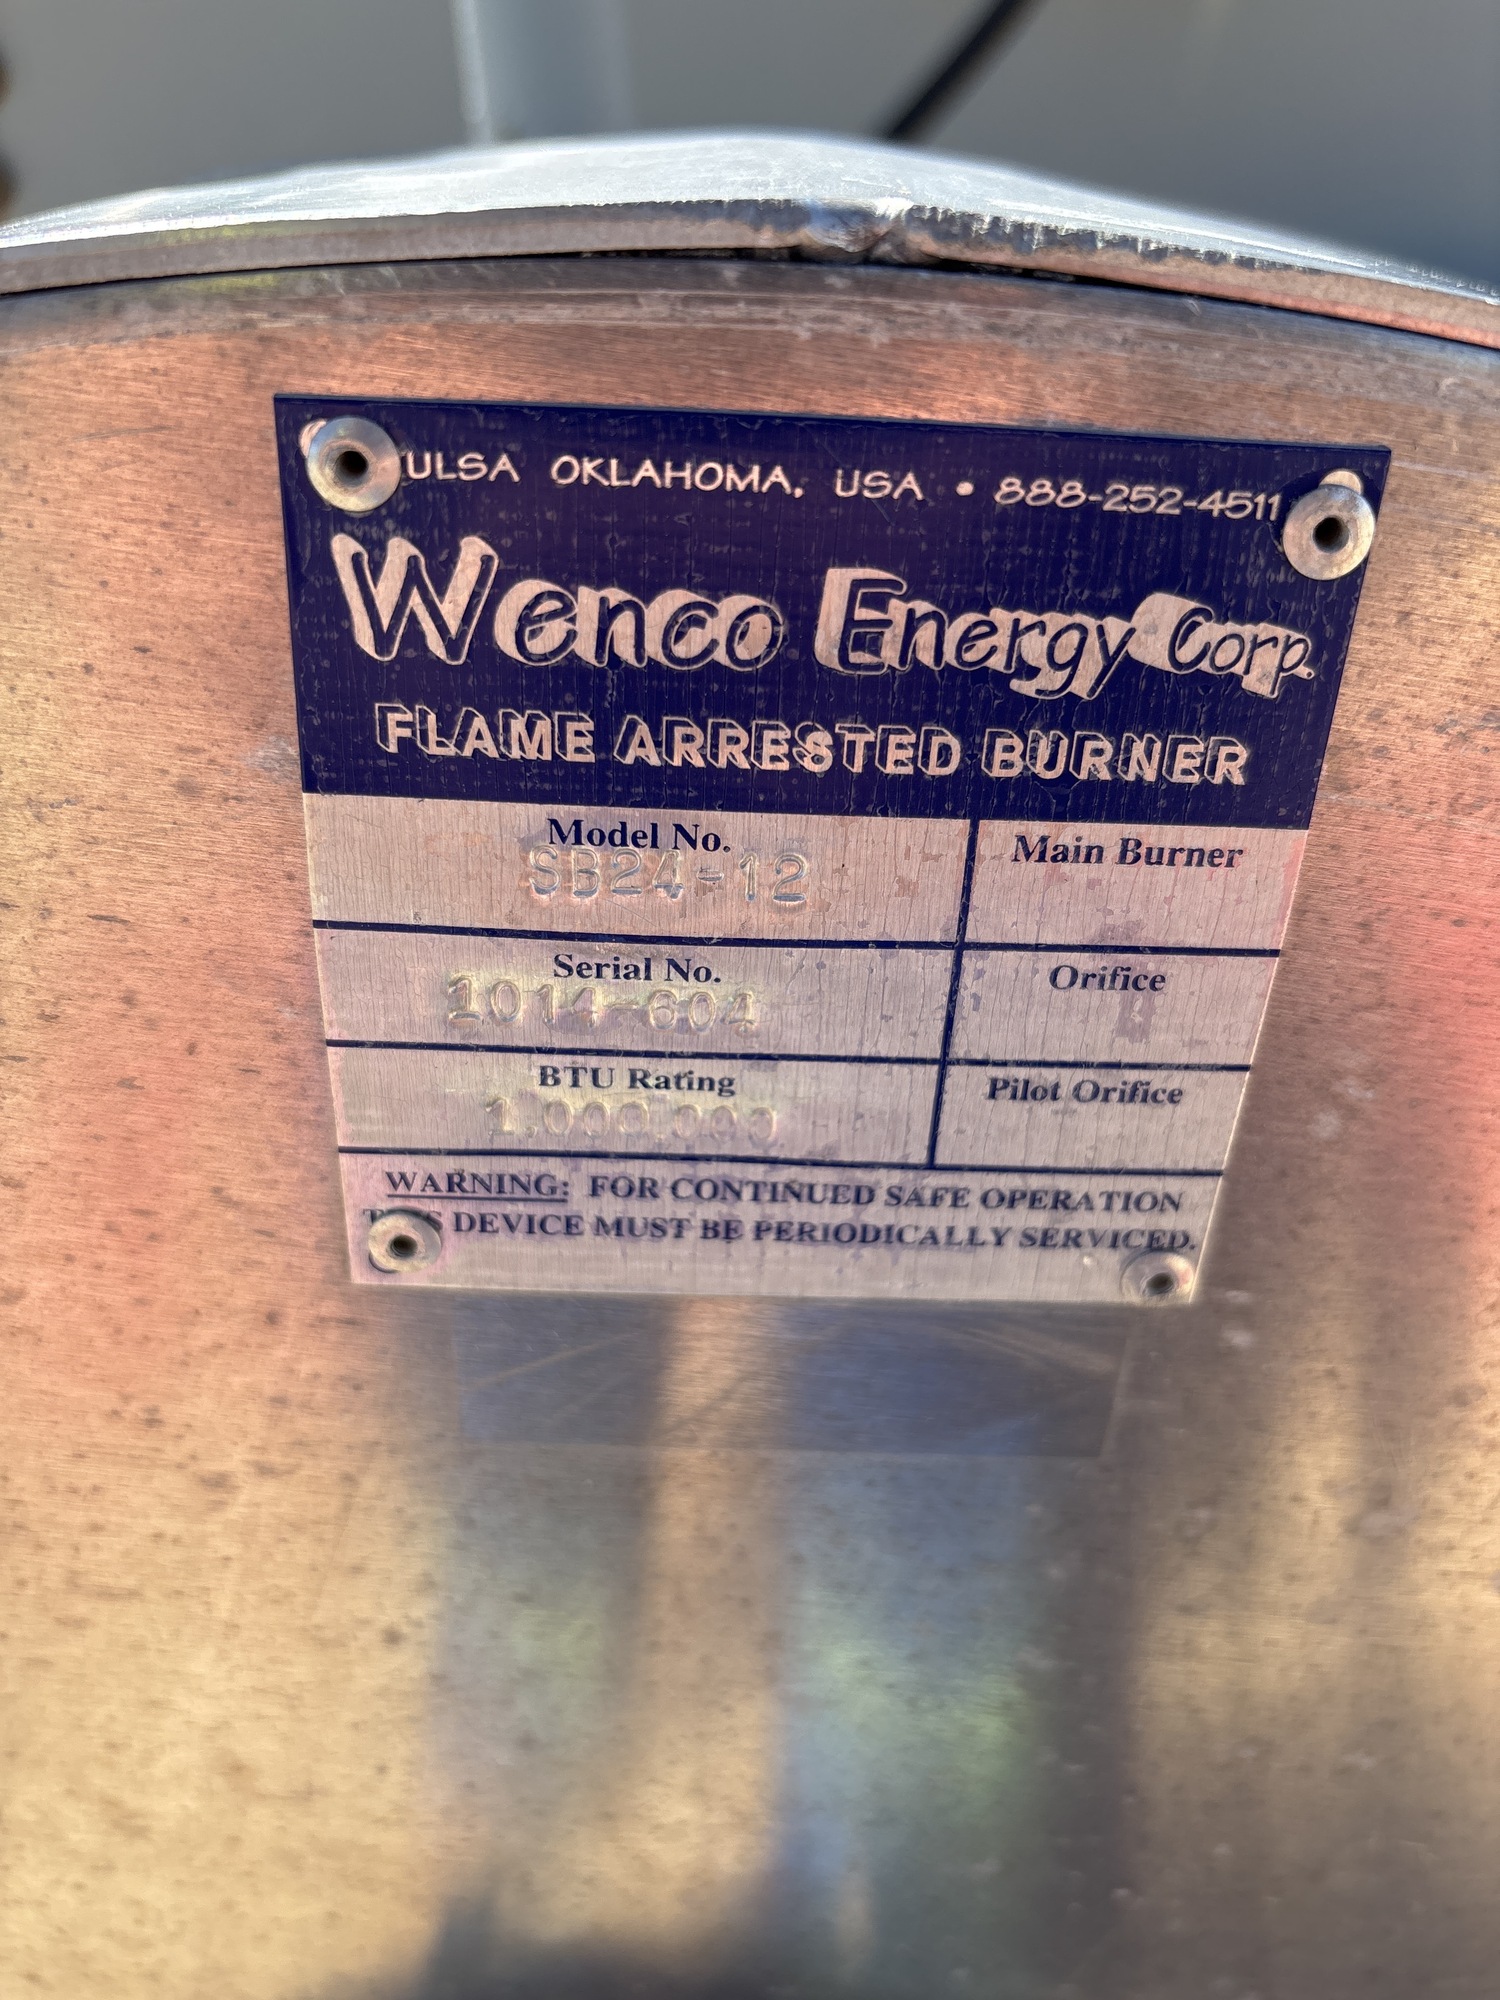 ULSA OKLAHOMA, USA • 888-252-4511
Wenco Energy Corp.
FLAME ARRESTED BURNER
Model No. Main Burner
SB24-12
Serial No. Orifice
1014-604
BTU Rating Pilot Orifice
1,000,000
WARNING: FOR CONTINUED SAFE OPERATION
DEVICE MUST BE PERIODICALLY SERVICED.